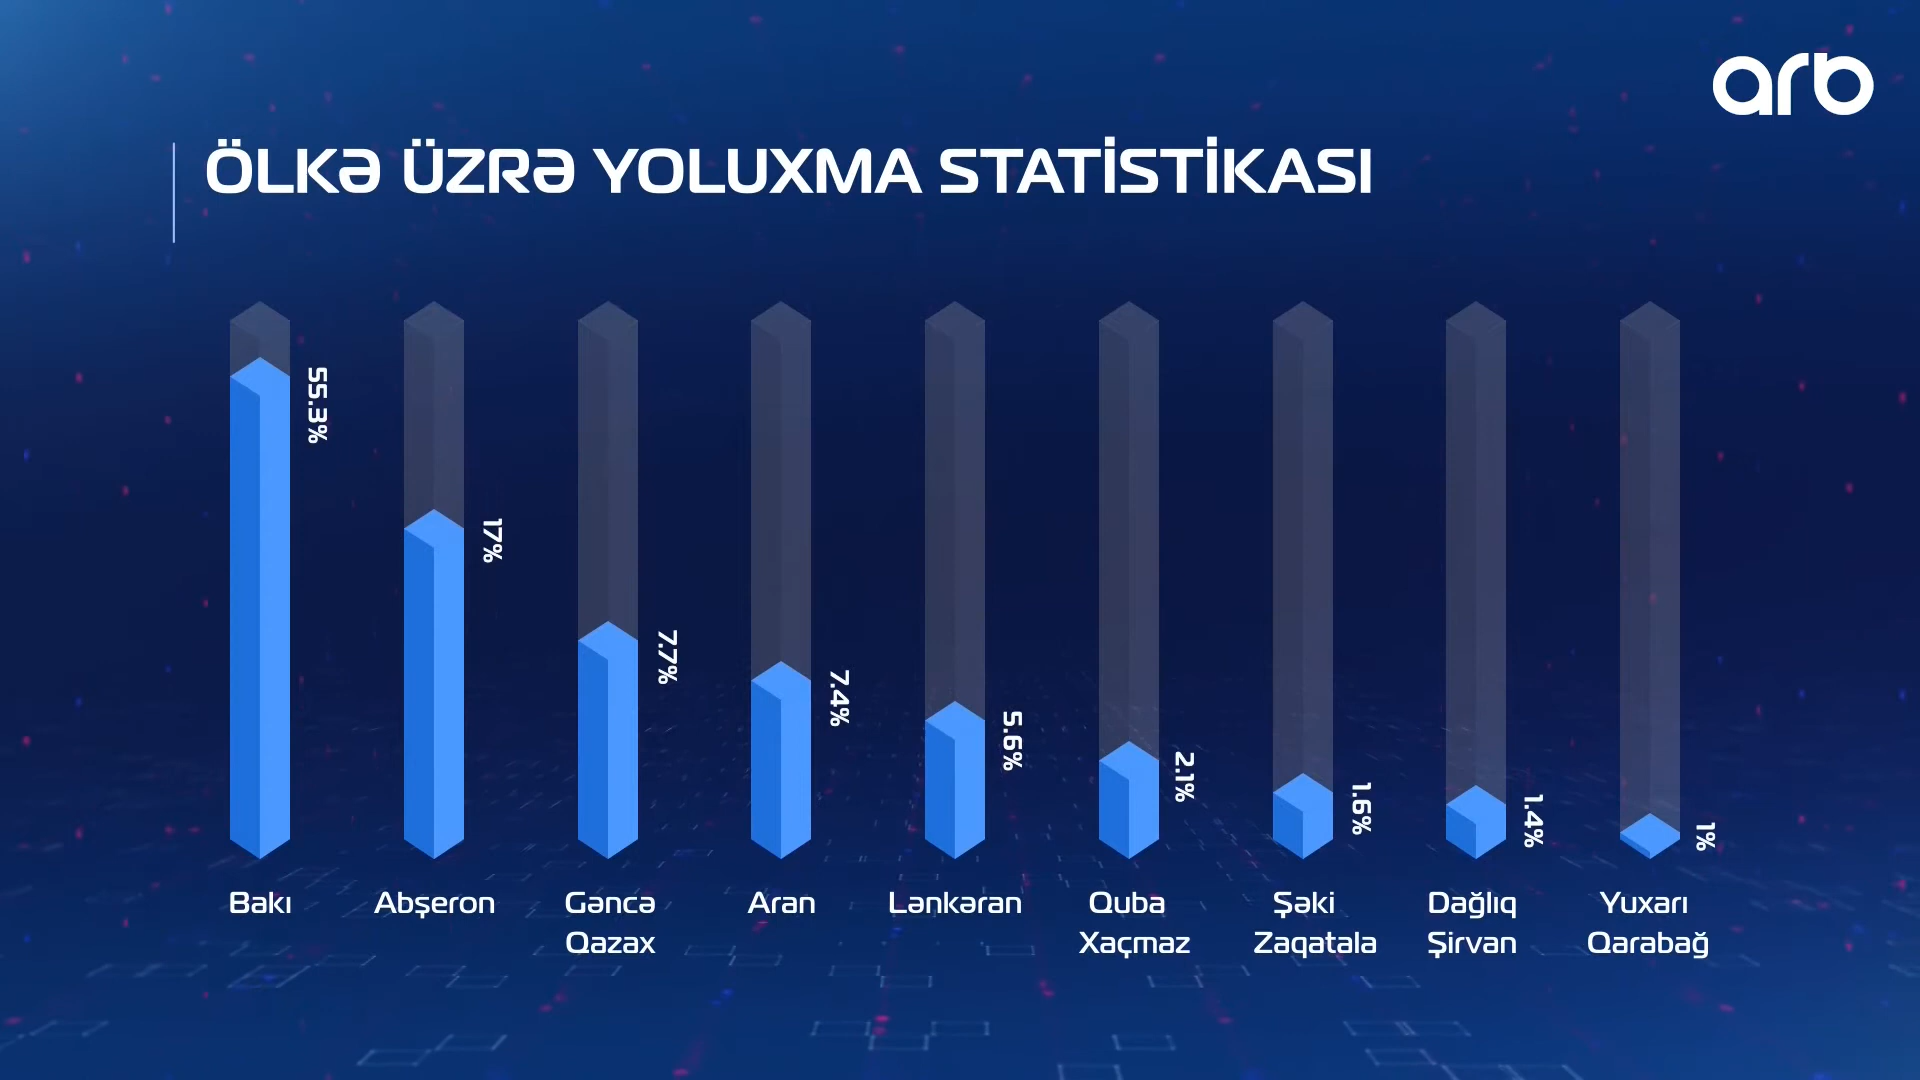 arb
ÖLKƏ ÜZRƏ YOLUXMA STATİSTİKASI
55.3%
17%
7.7%
7.4%
5.6%
2.1%
1.6%
1.4%
1%
Bakı
Abşeron
Gəncə
Qazax
Aran
Lənkəran
Quba
Xaçmaz
Şəki
Zaqatala
Dağlıq
Şirvan
Yuxarı
Qarabağ